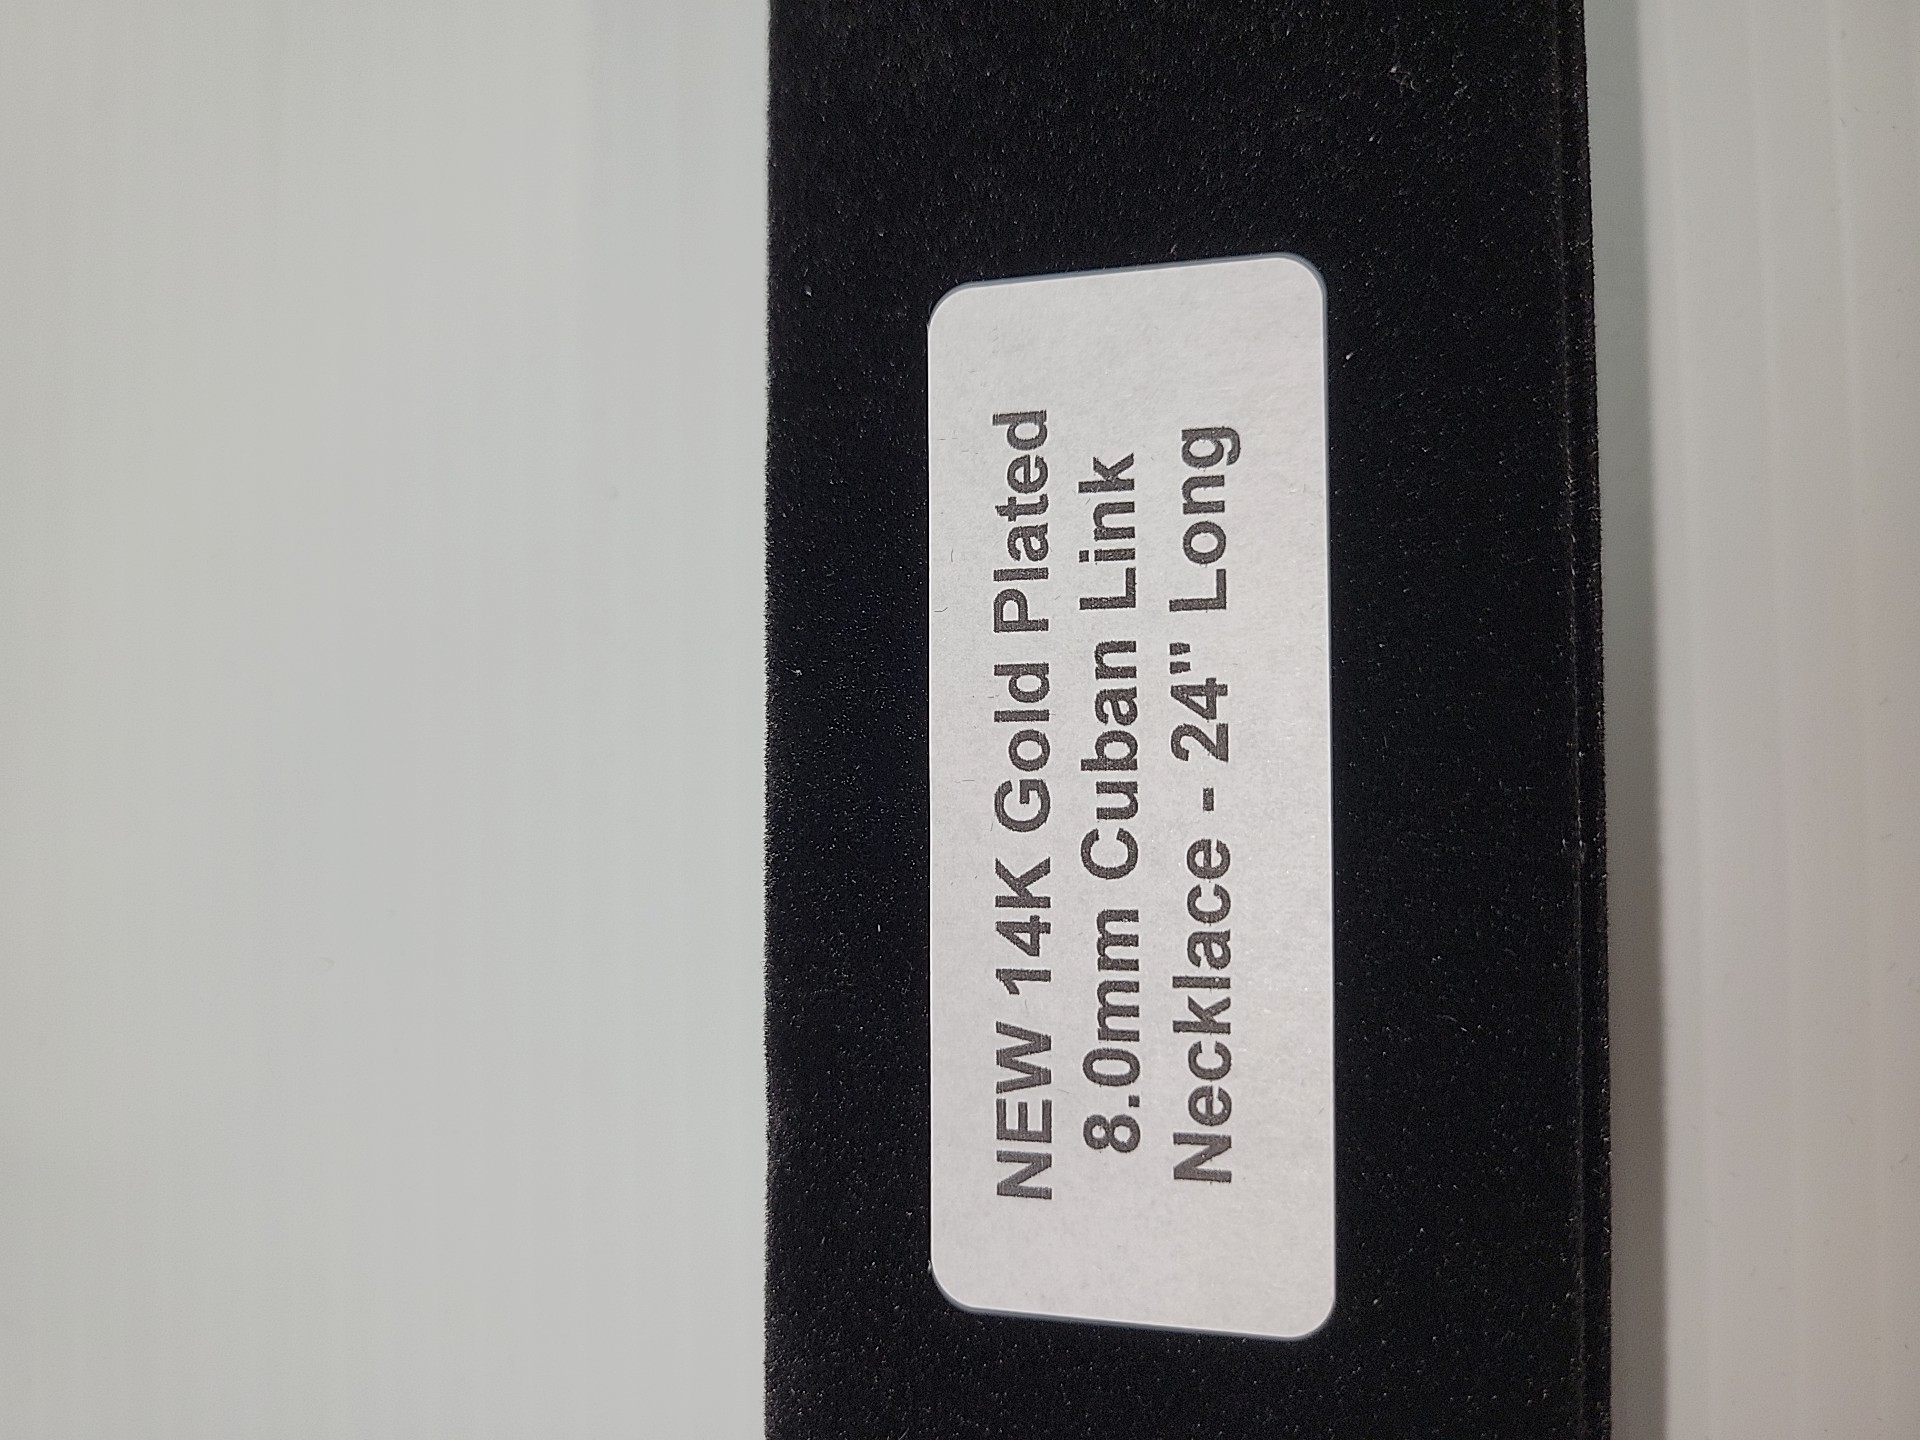 NEW 14K Gold Plated
8.0mm Cuban Link
Necklace - 24" Long